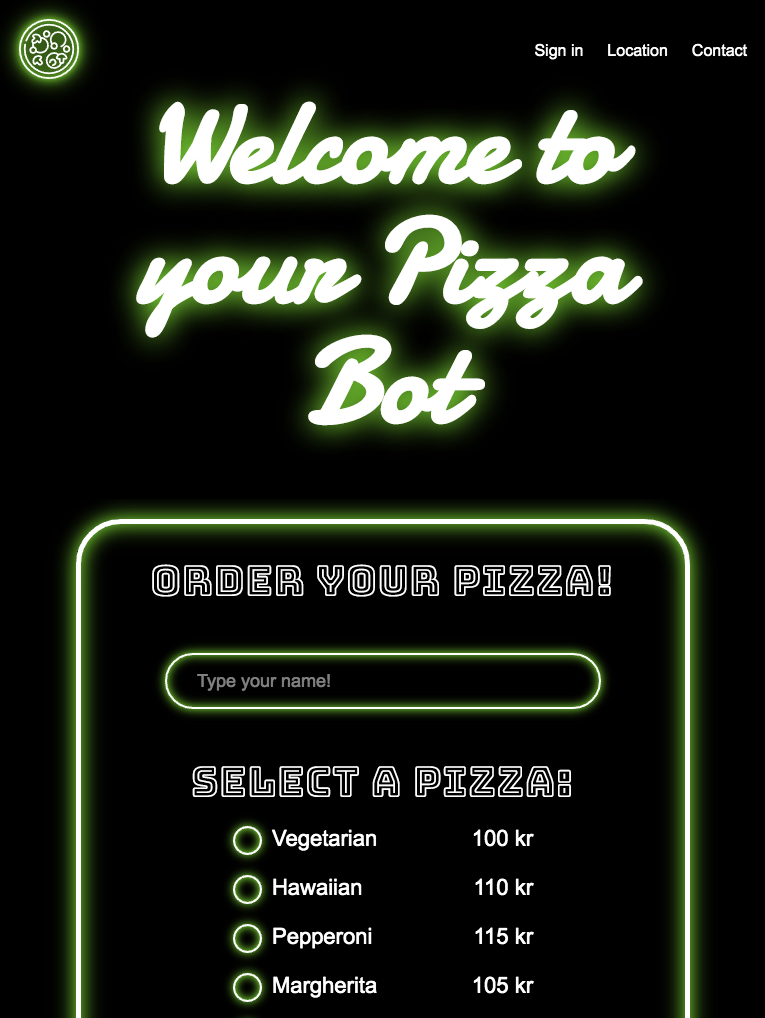 Sign in Location Contact
Welcome to
your Pizza
Bot
ORDER YOUR PIZZA!
Type your name!
SELECT A PIZZA:
Vegetarian 100 kr
Hawaiian 110 kr
Pepperoni 115 kr
Margherita 105 kr